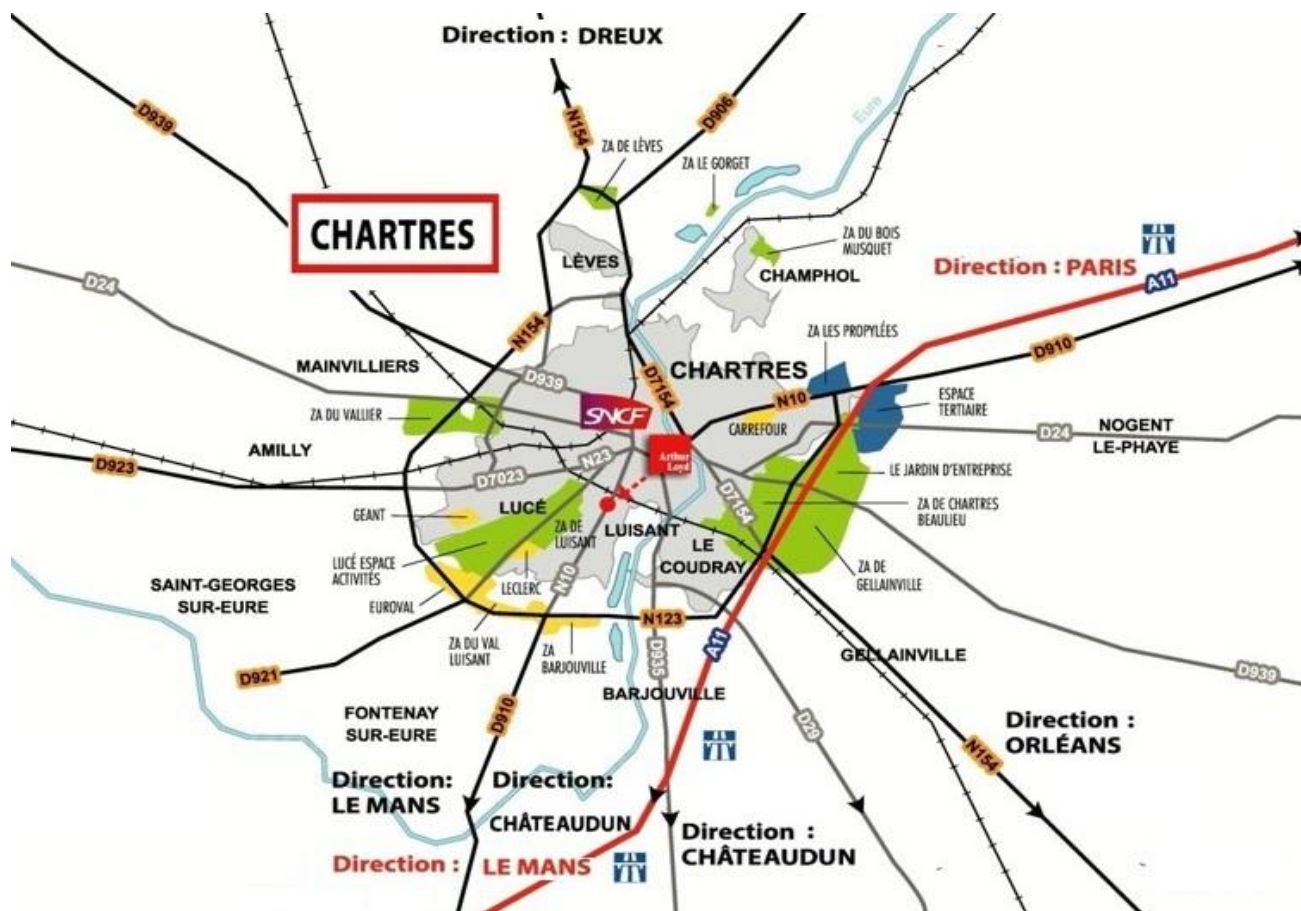 Direction : DREUX
D939
N154
D906
Eure
ZA DE LÈVES
ZA LE GORGET
CHARTRES
ZA DU BOIS
MUSQUET
LÈVES
CHAMPHOL
Direction : PARIS
A11
D24
N154
ZA LES PROPYLÉES
D910
MAINVILLIERS
D939
D7154
CHARTRES
N10
ESPACE
TERTIAIRE
SNCF
ZA DU VALLIER
CARREFOUR
D24
NOGENT
LE-PHAYE
AMILLY
D923
N23
Arthur
Loyd
D7023
LE JARDIN D'ENTREPRISE
D7154
GEANT
LUCÉ
ZA DE
LUISANT
LUISANT
ZA DE CHARTRES
BEAULIEU
LE
COUDRAY
LUCÉ ESPACE
ACTIVITÉS
LECLERC
N10
ZA DE
GELLAINVILLE
SAINT-GEORGES
SUR-EURE
EUROVAL
N123
ZA DU VAL
LUISANT
ZA
BARJOUVILLE
D935
A11
GELLAINVILLE
D921
BARJOUVILLE
D939
FONTENAY
SUR-EURE
D910
D29
Direction :
ORLÉANS
N154
Direction:
LE MANS
Direction:
CHÂTEAUDUN
Direction :
CHÂTEAUDUN
Direction : LE MANS